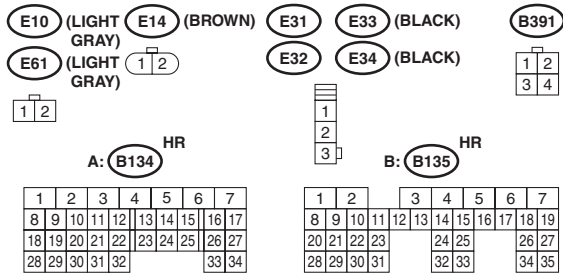 E10 (LIGHT GRAY) E14 (BROWN) E31 E33 (BLACK) B391
E61 (LIGHT GRAY) 1 2 E32 E34 (BLACK) 1 2
3 4
1 2
1
2
3
A: B134 HR
B: B135 HR
1 2 3 4 5 6 7
8 9 10 11 12 13 14 15 16 17
18 19 20 21 22 23 24 25 26 27
28 29 30 31 32 33 34
1 2 3 4 5 6 7
8 9 10 11 12 13 14 15 16 17 18 19
20 21 22 23 24 25 26 27
28 29 30 31 32 33 34 35